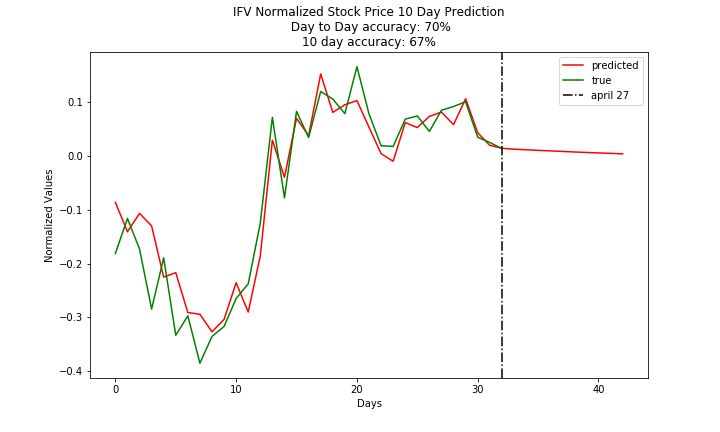 IFV Normalized Stock Price 10 Day Prediction
Day to Day accuracy: 70%
10 day accuracy: 67%
predicted
true
april 27
Normalized Values
0.1
0.0
−0.1
−0.2
−0.3
−0.4
0
10
20
30
40
Days